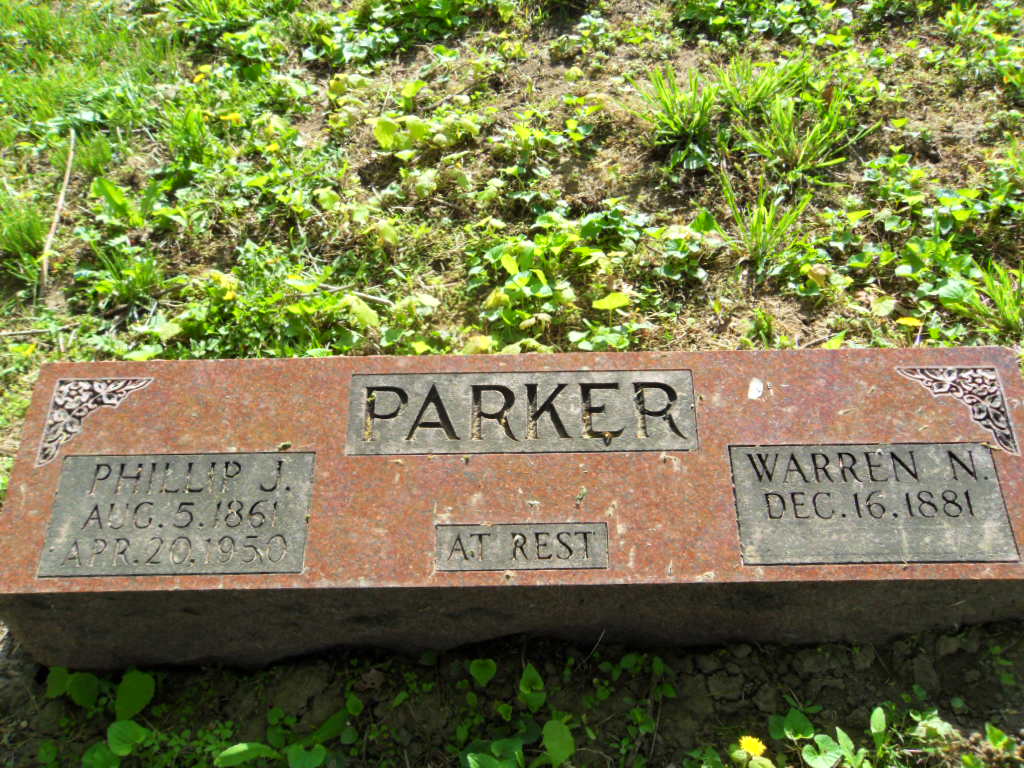 PARKER
PHILLIP J.
AUG. 5. 1861
APR. 20. 1950
AT REST
WARREN N.
DEC. 16. 1881